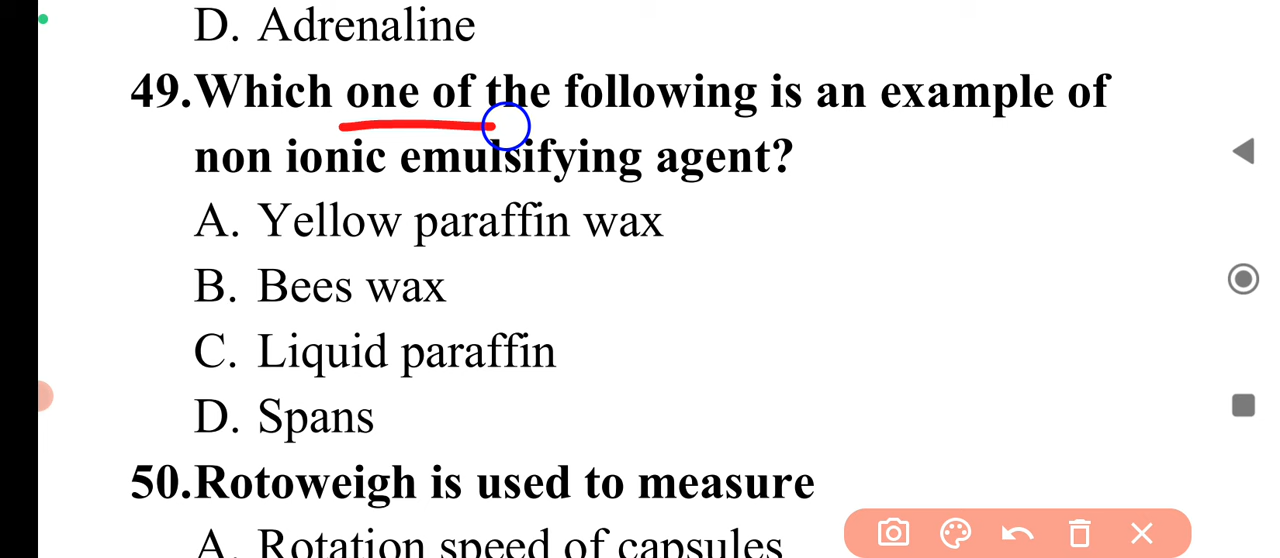 D. Adrenaline
49.Which one of the following is an example of
non ionic emulsifying agent?
A. Yellow paraffin wax
B. Bees wax
C. Liquid paraffin
D. Spans
50.Rotoweigh is used to measure
A. Rotation speed of capsules